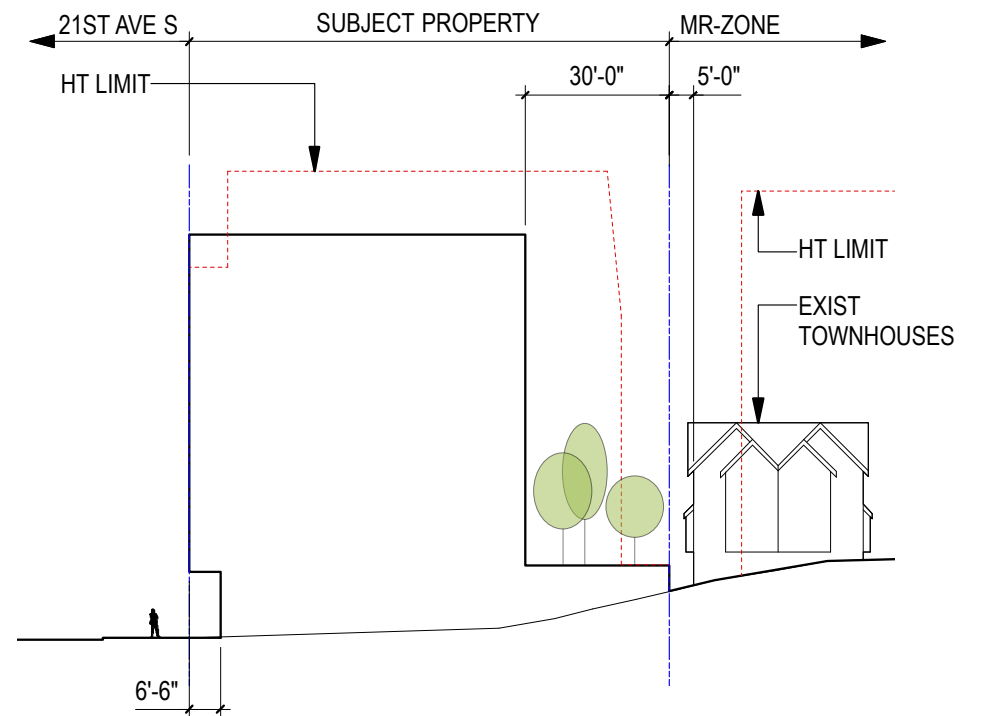 21ST AVE S
SUBJECT PROPERTY
MR-ZONE
HT LIMIT
30'-0"
5'-0"
HT LIMIT
EXIST
TOWNHOUSES
6'-6"